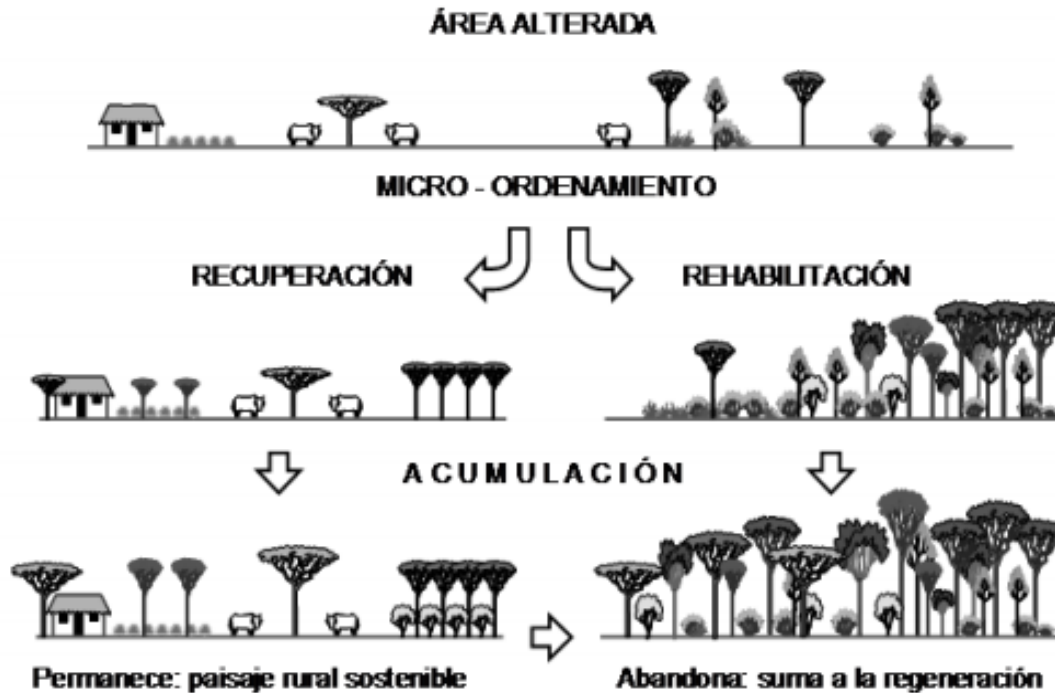 ÁREA ALTERADA
MICRO - ORDENAMIENTO
RECUPERACIÓN
REHABILITACIÓN
ACUMULACIÓN
Permanece: paisaje rural sostenible
Abandona: suma a la regeneración